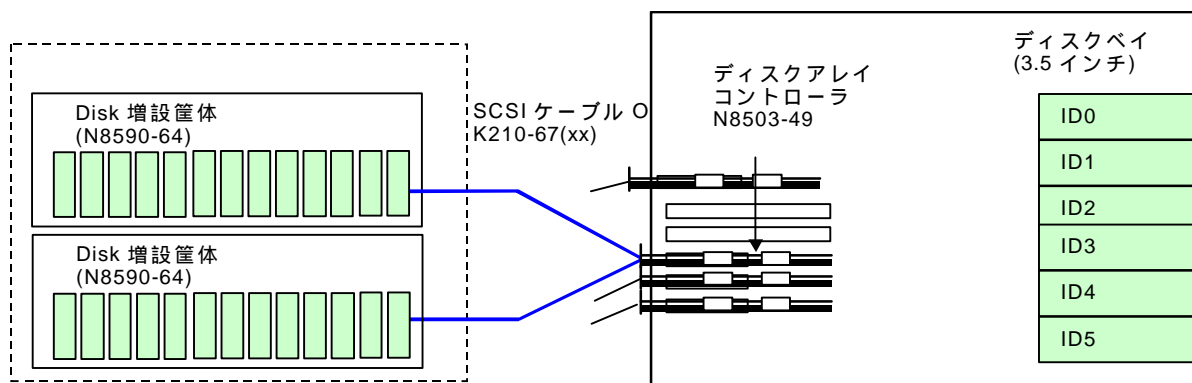 Disk 増設筐体
(N8590-64)
Disk 増設筐体
(N8590-64)
SCSI ケーブル O
K210-67(xx)
ディスクアレイ
コントローラ
N8503-49
ディスクベイ
(3.5 インチ)
ID0
ID1
ID2
ID3
ID4
ID5